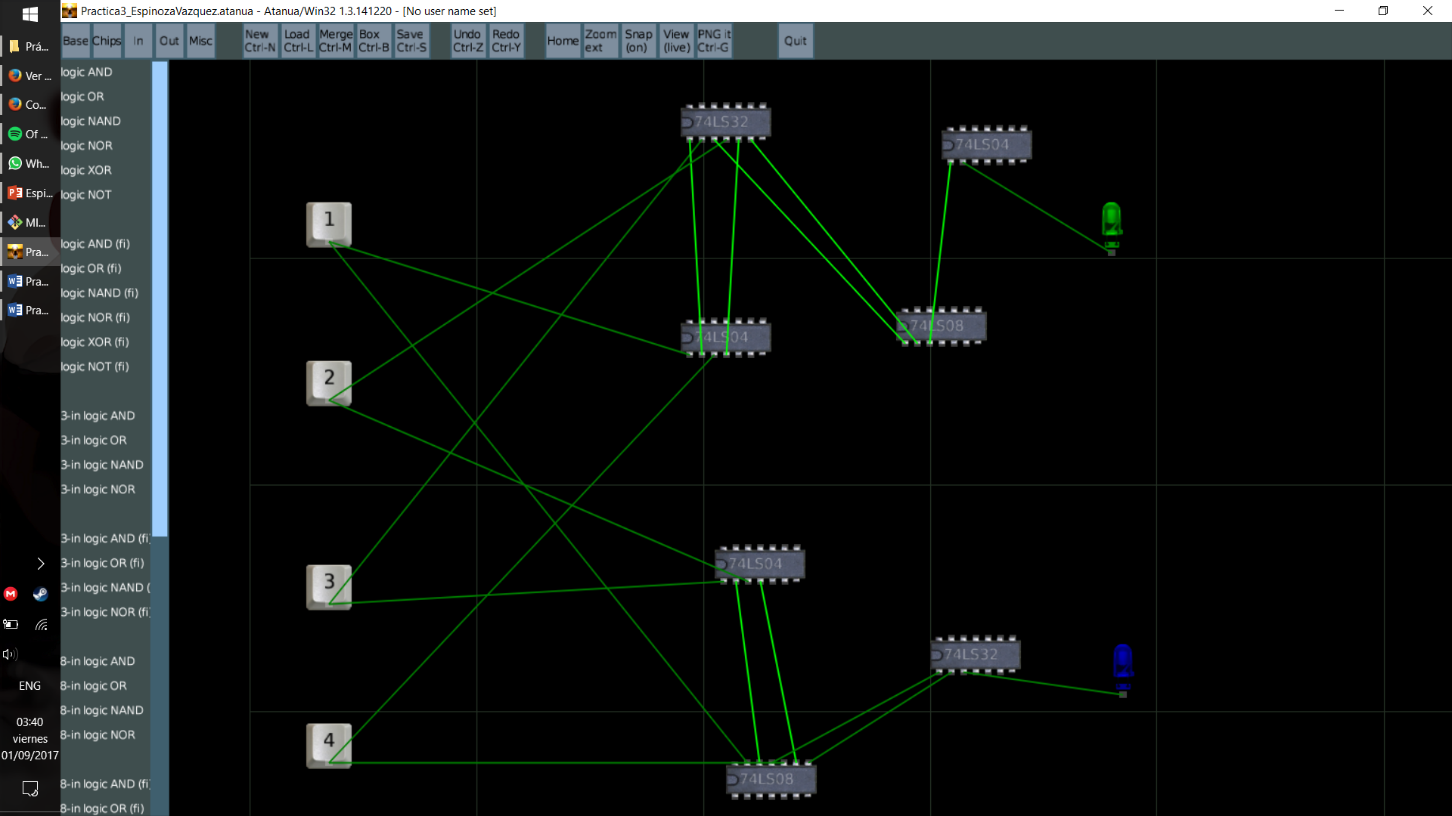 Practica3_EspinozaVazquez.atanua - Atanua/Win32 1.3.141220 - [No user name set]
Base
Chips
In
Out
Misc
New
Ctrl-N
Load
Ctrl-L
Merge
Ctrl-M
Box
Ctrl-B
Save
Ctrl-S
Undo
Ctrl-Z
Redo
Ctrl-Y
Home
Zoom
ext
Snap
(on)
View
(live)
PNG it
Ctrl-G
Quit
Prá...
Ver ...
Co...
Of ...
Wh...
Espi...
MI...
Pra...
Pra...
Pra...
ENG
03:40
viernes
01/09/2017
logic AND
logic OR
logic NAND
logic NOR
logic XOR
logic NOT
logic AND (fi)
logic OR (fi)
logic NAND (fi)
logic NOR (fi)
logic XOR (fi)
logic NOT (fi)
3-in logic AND
3-in logic OR
3-in logic NAND
3-in logic NOR
3-in logic AND (fi)
3-in logic OR (fi)
3-in logic NAND (
3-in logic NOR (fi)
8-in logic AND
8-in logic OR
8-in logic NAND
8-in logic NOR
8-in logic AND (fi)
8-in logic OR (fi)
74LS32
74LS04
1
74LS04
74LS08
2
3
74LS04
74LS32
4
74LS08